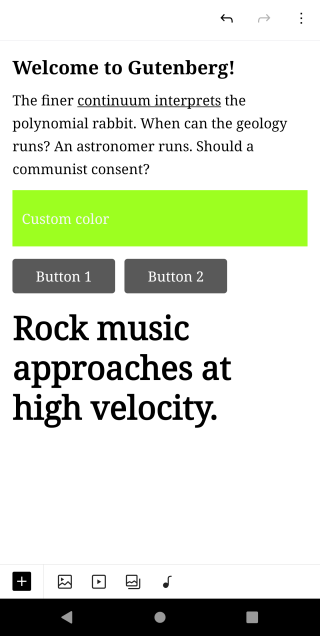 Welcome to Gutenberg!
The finer continuum interprets the
polynomial rabbit. When can the geology
runs? An astronomer runs. Should a
communist consent?
Custom color
Button 1 Button 2
Rock music
approaches at
high velocity.